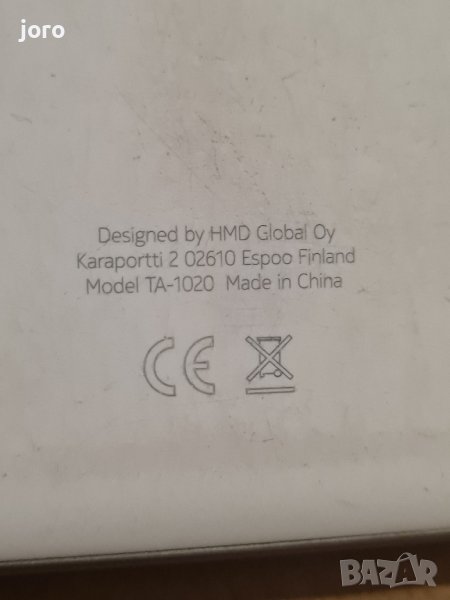 joro
Designed by HMD Global Oy
Karaportti 2 02610 Espoo Finland
Model TA-1020 Made in China
CE
BAZAR